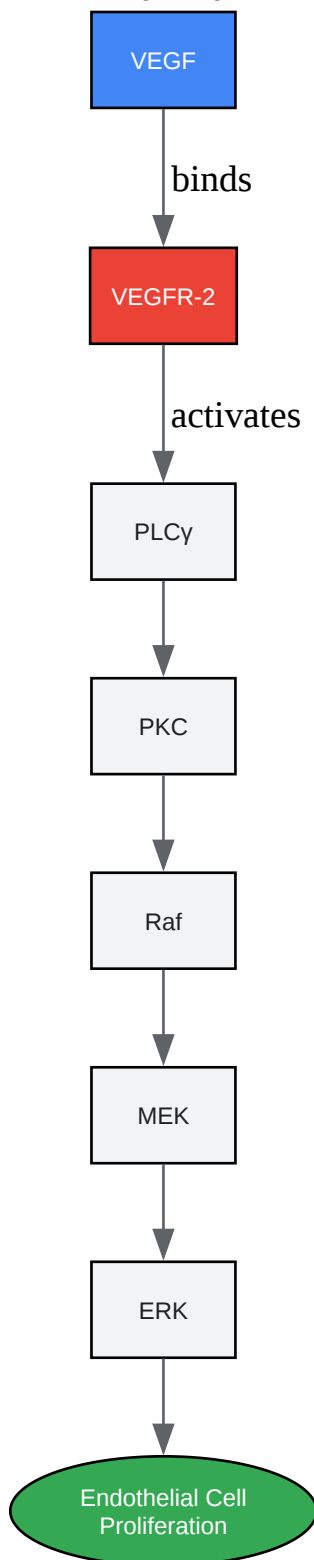 VEGF
binds
VEGFR-2
activates
PLCγ
PKC
Raf
MEK
ERK
Endothelial Cell
Proliferation